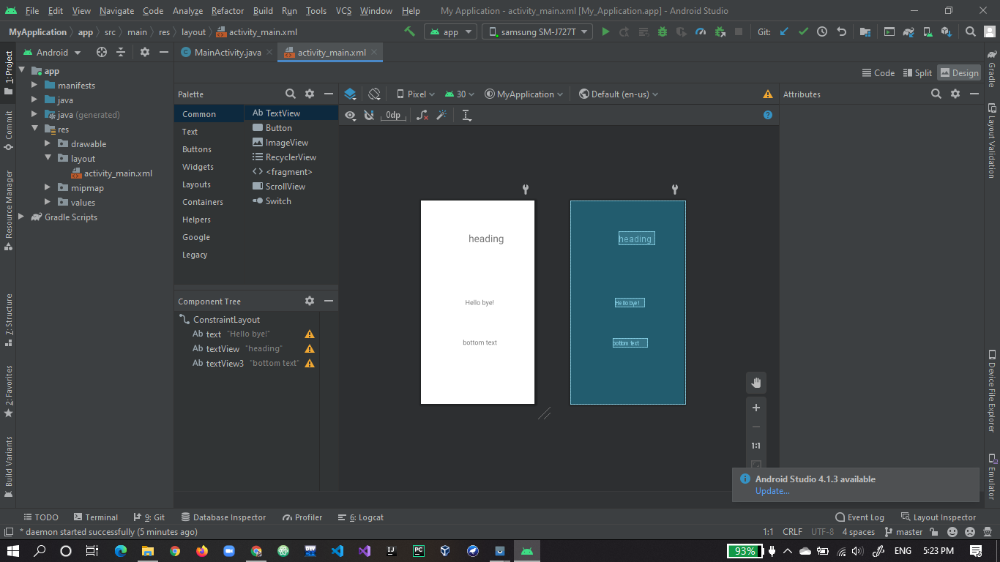 File Edit View Navigate Code Analyze Refactor Build Run Tools VCS Window Help My Application - activity_main.xml [My_Application.app] - Android Studio
MyApplication app src main res layout activity_main.xml app samsung SM-J727T Git:
1: Project
Commit
Resource Manager
7: Structure
2: Favorites
Build Variants
Android
app
manifests
java
java (generated)
res
drawable
layout
activity_main.xml
mipmap
values
Gradle Scripts
MainActivity.java activity_main.xml
Code Split Design
Palette
Common
Text
Buttons
Widgets
Layouts
Containers
Helpers
Google
Legacy
Ab TextView
Button
ImageView
RecyclerView
<fragment>
ScrollView
Switch
Component Tree
ConstraintLayout
Ab text "Hello bye!"
Ab textView "heading"
Ab textView3 "bottom text"
Pixel 30 MyApplication Default (en-us)
0dp
heading
Hello bye!
bottom text
heading
Hello bye!
bottom text
1:1
Attributes
Gradle
Layout Validation
Device File Explorer
Emulator
Android Studio 4.1.3 available
Update...
TODO Terminal 9: Git Database Inspector Profiler 6: Logcat Event Log Layout Inspector
* daemon started successfully (5 minutes ago) 1:1 CRLF UTF-8 4 spaces master
DEV IJ PC 93% ENG 5:23 PM